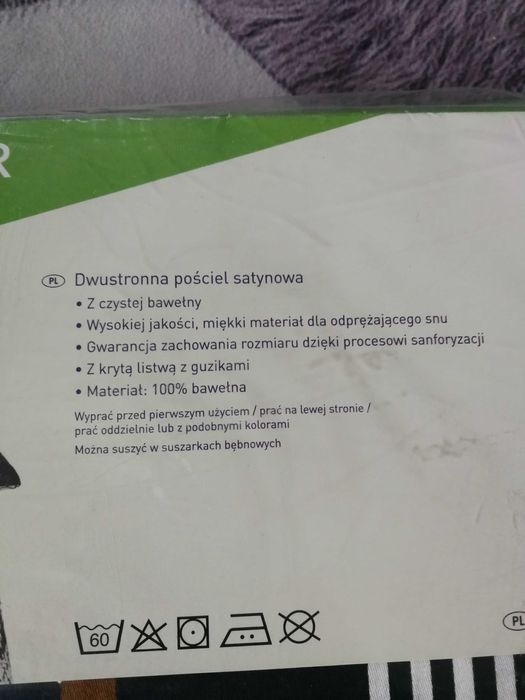 R
PL Dwustronna pościel satynowa
• Z czystej bawełny
• Wysokiej jakości, miękki materiał dla odprężającego snu
• Gwarancja zachowania rozmiaru dzięki procesowi sanforyzacji
• Z krytą listwą z guzikami
• Materiał: 100% bawełna
Wyprać przed pierwszym użyciem / prać na lewej stronie /
prać oddzielnie lub z podobnymi kolorami
Można suszyć w suszarkach bębnowych
60
PL